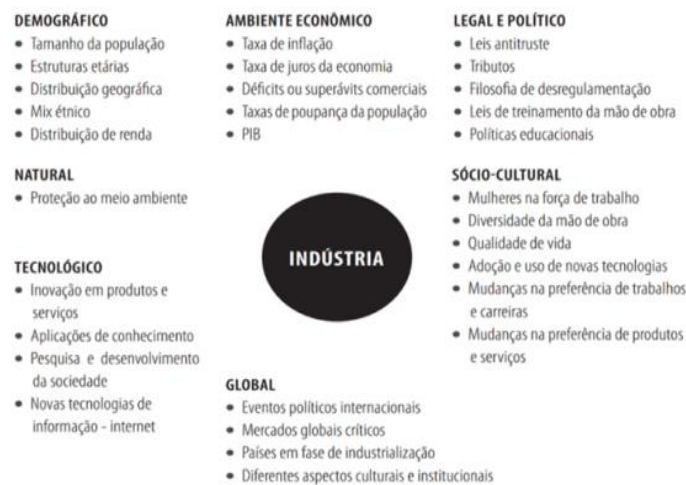 DEMOGRÁFICO
• Tamanho da população
• Estruturas etárias
• Distribuição geográfica
• Mix étnico
• Distribuição de renda
AMBIENTE ECONÔMICO
• Taxa de inflação
• Taxa de juros da economia
• Déficits ou superávits comerciais
• Taxas de poupança da população
• PIB
LEGAL E POLÍTICO
• Leis antitruste
• Tributos
• Filosofia de desregulamentação
• Leis de treinamento da mão de obra
• Políticas educacionais
NATURAL
• Proteção ao meio ambiente
INDÚSTRIA
SÓCIO-CULTURAL
• Mulheres na força de trabalho
• Diversidade da mão de obra
• Qualidade de vida
• Adoção e uso de novas tecnologias
• Mudanças na preferência de trabalhos
e carreiras
• Mudanças na preferência de produtos
e serviços
TECNOLÓGICO
• Inovação em produtos e
serviços
• Aplicações de conhecimento
• Pesquisa e desenvolvimento
da sociedade
• Novas tecnologias de
informação - internet
GLOBAL
• Eventos políticos internacionais
• Mercados globais críticos
• Países em fase de industrialização
• Diferentes aspectos culturais e institucionais